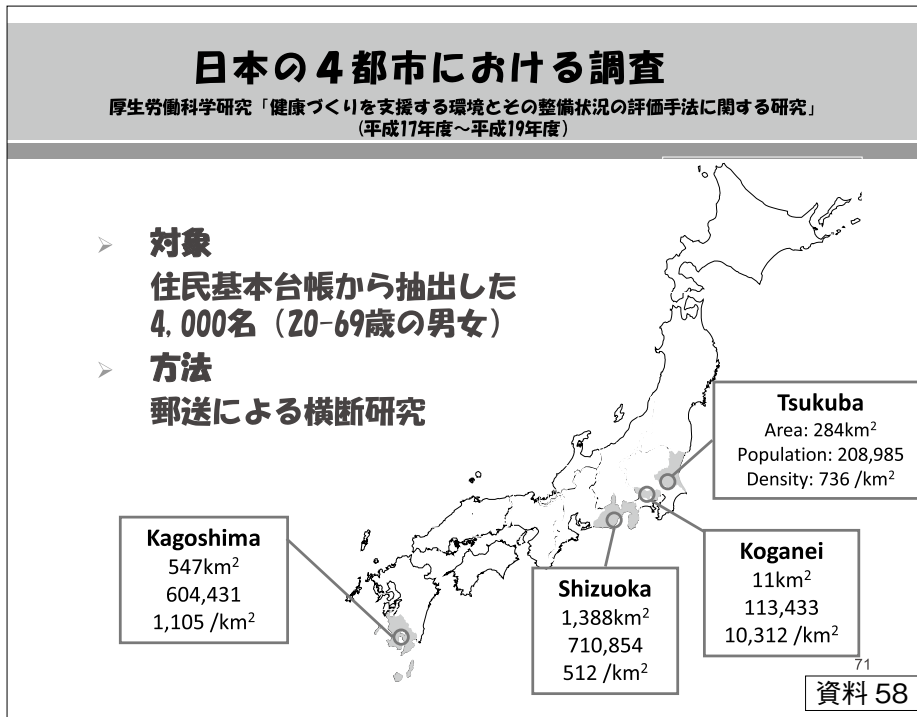 日本の４都市における調査
厚生労働科学研究「健康づくりを支援する環境とその整備状況の評価手法に関する研究」
(平成17年度～平成19年度)
➢ 対象
住民基本台帳から抽出した
4,000名（20-69歳の男女）
➢ 方法
郵送による横断研究
Tsukuba
Area: 284km²
Population: 208,985
Density: 736 /km²
Kagoshima
547km²
604,431
1,105 /km²
Shizuoka
1,388km²
710,854
512 /km²
Koganei
11km²
113,433
10,312 /km²
71
資料 58